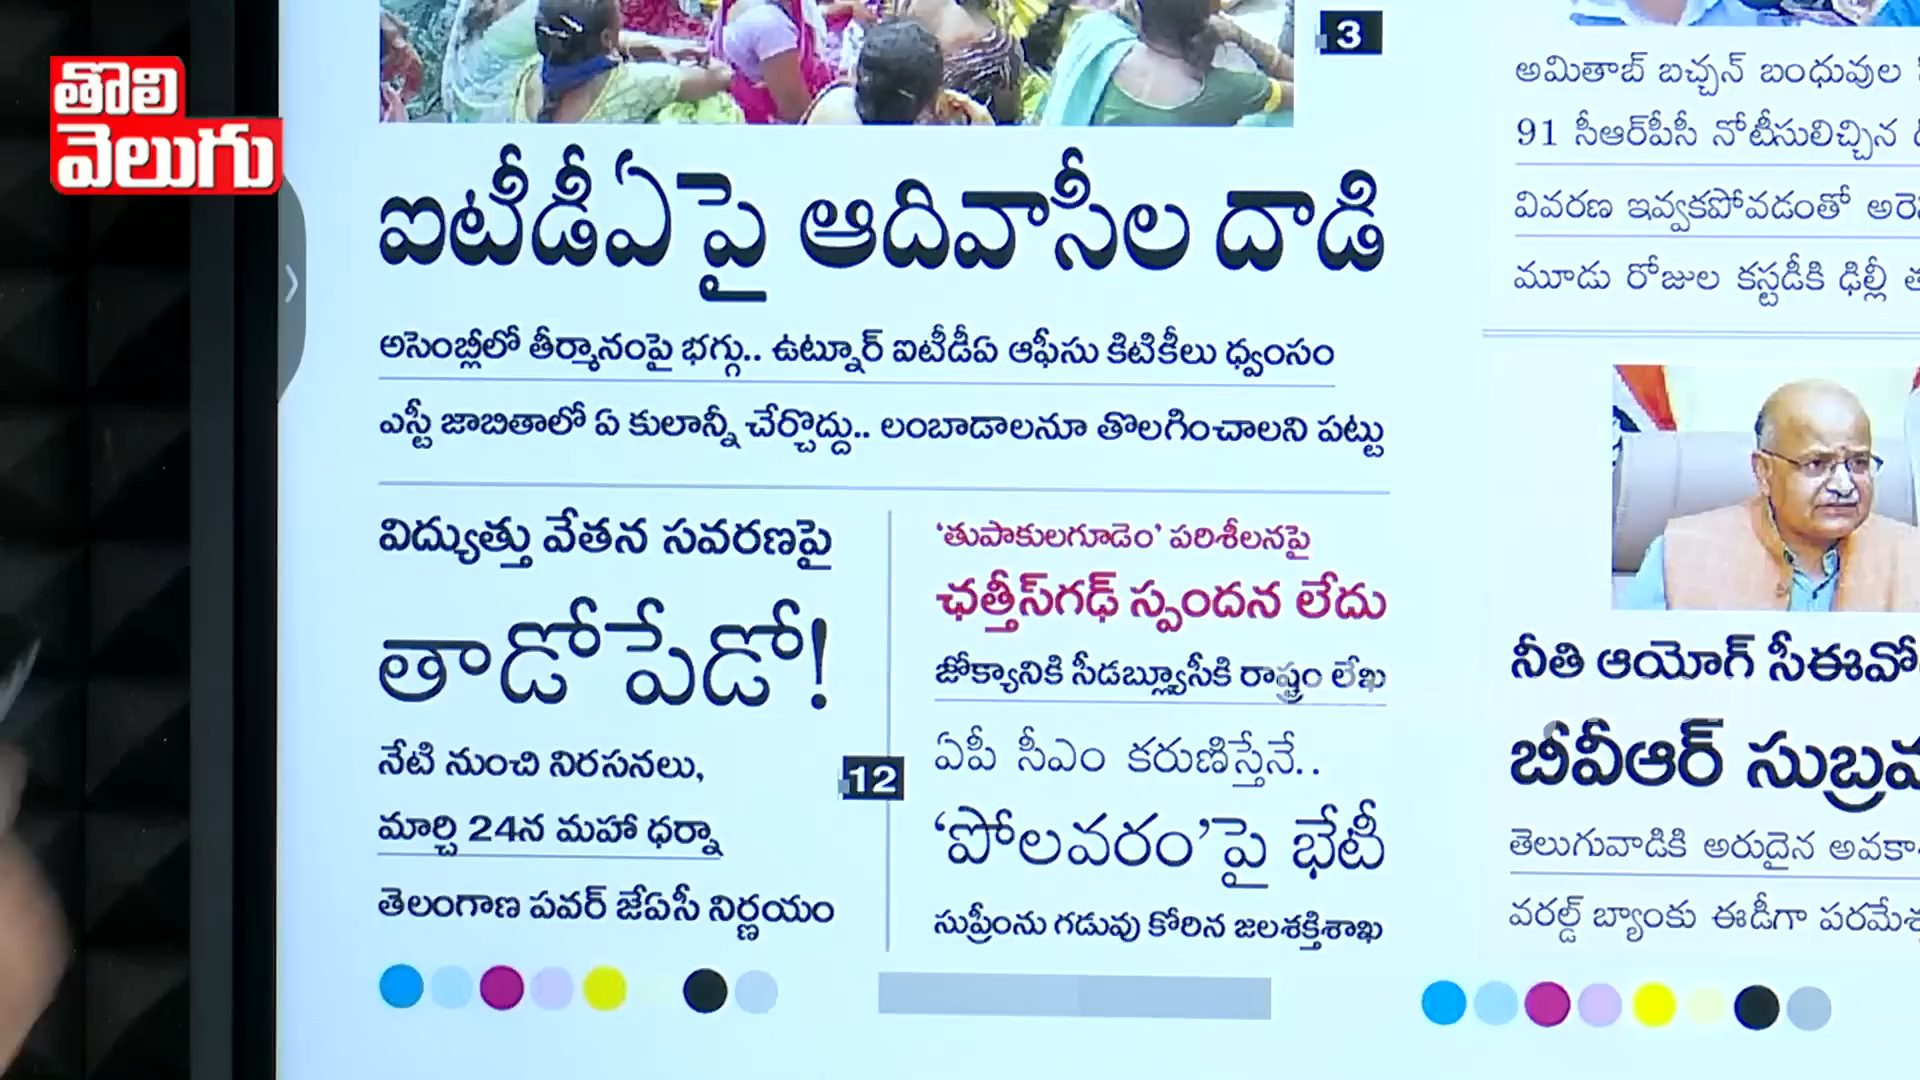 తొలి
వెలుగు
3
ఐటీడీఏపై ఆదివాసీల దాడి
అసెంబ్లీలో తీర్మానంపై భగ్గు.. ఉట్నూర్ ఐటీడీఏ ఆఫీసు కిటికీలు ధ్వంసం
ఎస్టీ జాబితాలో ఏ కులాన్నీ చేర్చొద్దు.. లంబాడాలనూ తొలగించాలని పట్టు
విద్యుత్తు వేతన సవరణపై
తాడోపేడో!
నేటి నుంచి నిరసనలు,
మార్చి 24న మహా ధర్నా
తెలంగాణ పవర్ జేఏసీ నిర్ణయం
12
‘తుపాకులగూడెం’ పరిశీలనపై
ఛత్తీస్‌గఢ్ స్పందన లేదు
జోక్యానికి సీడబ్ల్యూసీకి రాష్ట్రం లేఖ
ఏపీ సీఎం కరుణిస్తేనే..
‘పోలవరం’పై భేటీ
సుప్రీంను గడువు కోరిన జలశక్తిశాఖ
అమితాబ్ బచ్చన్ బంధువుల
91 సీఆర్‌పీసీ నోటీసులిచ్చిన
వివరణ ఇవ్వకపోవడంతో
మూడు రోజుల కస్టడీకి ఢిల్లీ
నీతి ఆయోగ్ సీఈవో
బీవీఆర్
తెలుగువాడికి అరుదైన
వరల్డ్ బ్యాంకు ఈడీగా